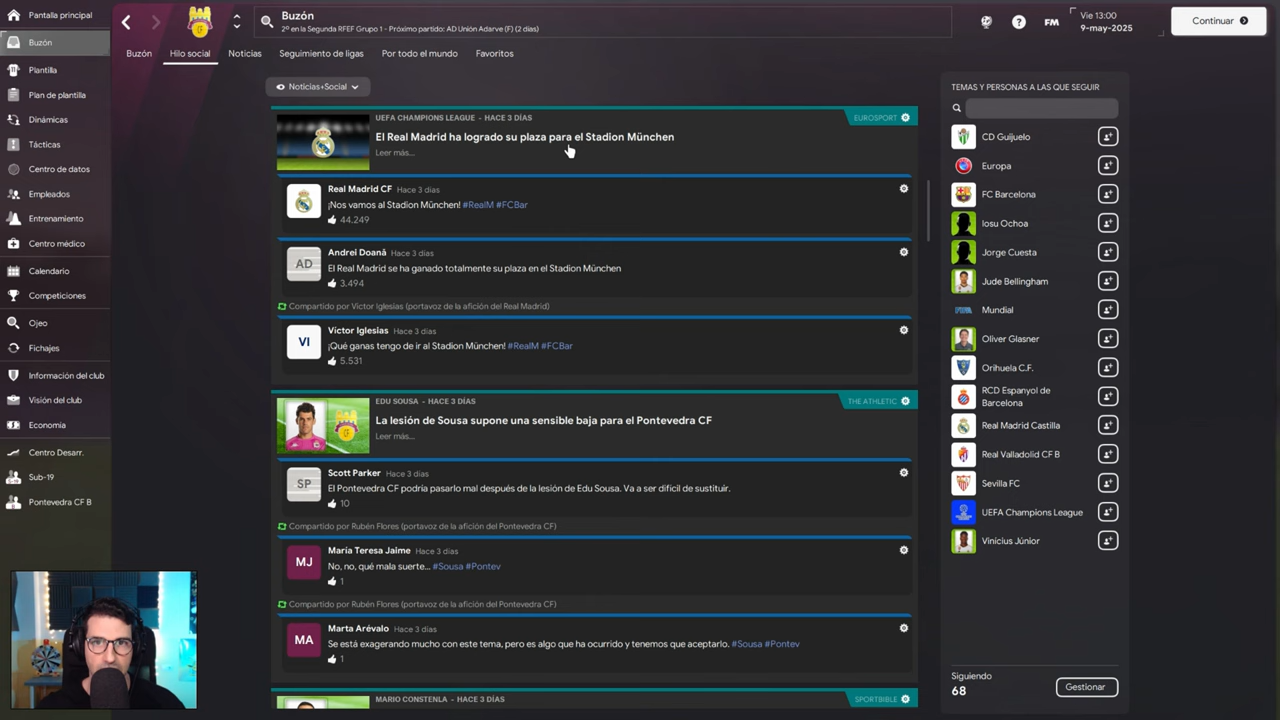 Pantalla principal
Buzón
Plantilla
Plan de plantilla
Dinámicas
Tácticas
Centro de datos
Empleados
Entrenamiento
Centro médico
Calendario
Competiciones
Ojeo
Fichajes
Información del club
Visión del club
Economía
Centro Desarr.
Sub-19
Pontevedra CF B
Buzón
2º en la Segunda RFEF Grupo 1 - Próximo partido: AD Unión Adarve (F) (2 días)
FM
Vie 13:00
9-may-2025
Continuar
Buzón
Hilo social
Noticias
Seguimiento de ligas
Por todo el mundo
Favoritos
Noticias+Social
UEFA CHAMPIONS LEAGUE - HACE 3 DÍAS
EUROSPORT
El Real Madrid ha logrado su plaza para el Stadion München
Leer más...
Real Madrid CF Hace 3 días
¡Nos vamos al Stadion München! #RealM #FCBar
44.249
AD
Andrei Doană Hace 3 días
El Real Madrid se ha ganado totalmente su plaza en el Stadion München
3.494
Compartido por Víctor Iglesias (portavoz de la afición del Real Madrid)
VI
Víctor Iglesias Hace 3 días
¡Qué ganas tengo de ir al Stadion München! #RealM #FCBar
5.531
EDU SOUSA - HACE 3 DÍAS
THE ATHLETIC
La lesión de Sousa supone una sensible baja para el Pontevedra CF
Leer más...
SP
Scott Parker Hace 3 días
El Pontevedra CF podría pasarlo mal después de la lesión de Edu Sousa. Va a ser difícil de sustituir.
10
Compartido por Rubén Flores (portavoz de la afición del Pontevedra CF)
MJ
María Teresa Jaime Hace 3 días
No, no, qué mala suerte... #Sousa #Pontev
1
Compartido por Rubén Flores (portavoz de la afición del Pontevedra CF)
MA
Marta Arévalo Hace 3 días
Se está exagerando mucho con este tema, pero es algo que ha ocurrido y tenemos que aceptarlo. #Sousa #Pontev
1
MARIO CONSTENLA - HACE 3 DÍAS
SPORTBIBLE
TEMAS Y PERSONAS A LAS QUE SEGUIR
CD Guijuelo
Europa
FC Barcelona
Iosu Ochoa
Jorge Cuesta
Jude Bellingham
Mundial
Oliver Glasner
Orihuela C.F.
RCD Espanyol de
Barcelona
Real Madrid Castilla
Real Valladolid CF B
Sevilla FC
UEFA Champions League
Vinícius Júnior
Siguiendo
68
Gestionar